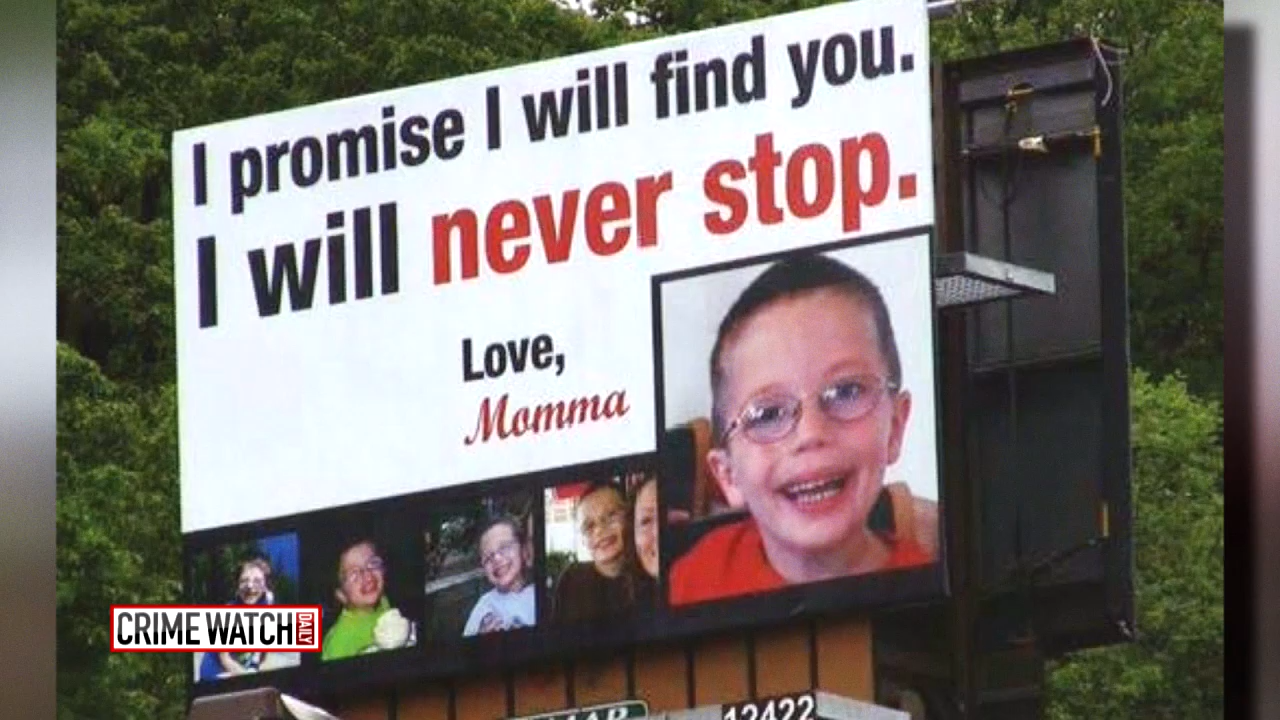 I promise I will find you.
I will never stop.
Love,
Momma
CRIME WATCH DAILY
12422